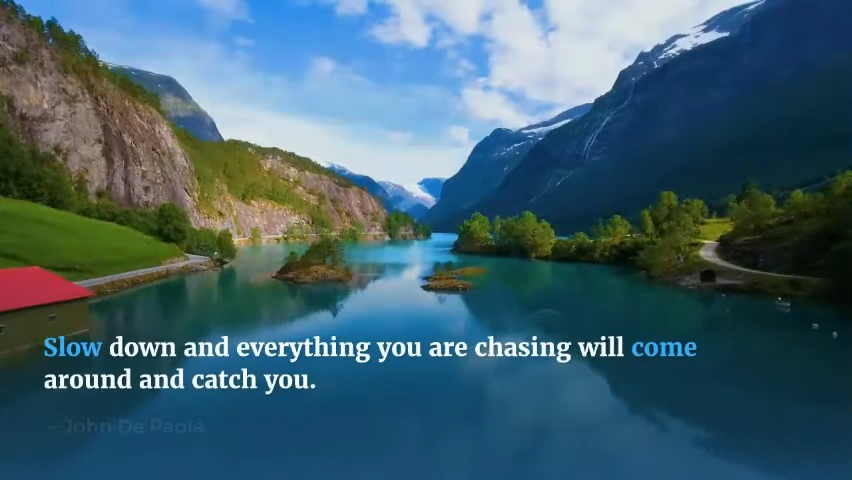 Slow down and everything you are chasing will come
around and catch you.
— John De Paola